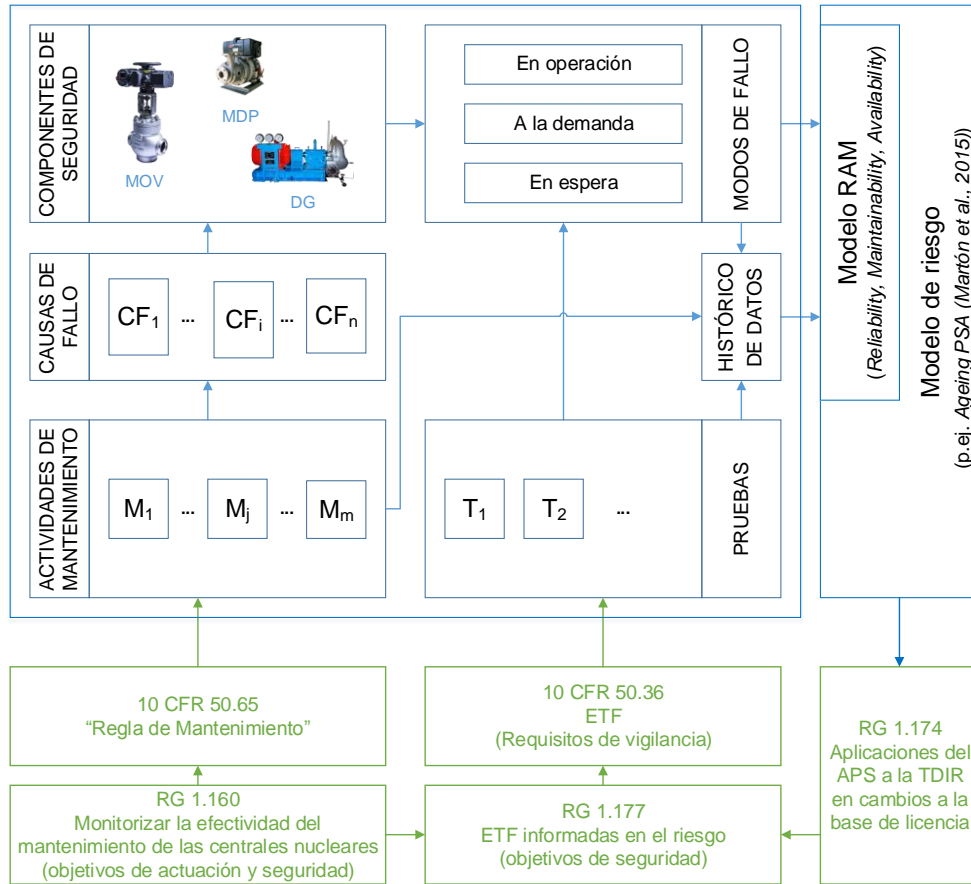 COMPONENTES DE
SEGURIDAD
MOV
MDP
DG
En operación
A la demanda
En espera
MODOS DE FALLO
CAUSAS DE
FALLO
CF1 ... CFi ... CFn
HISTÓRICO
DE DATOS
ACTIVIDADES DE
MANTENIMIENTO
M1 ... Mj ... Mm
T1 T2 ...
PRUEBAS
Modelo RAM
(Reliability, Maintainability, Availability)
Modelo de riesgo
(p.ej. Ageing PSA (Martón et al., 2015))
10 CFR 50.65
“Regla de Mantenimiento”
10 CFR 50.36
ETF
(Requisitos de vigilancia)
RG 1.174
Aplicaciones del
APS a la TDIR
en cambios a la
base de licencia
RG 1.160
Monitorizar la efectividad del
mantenimiento de las centrales nucleares
(objetivos de actuación y seguridad)
RG 1.177
ETF informadas en el riesgo
(objetivos de seguridad)